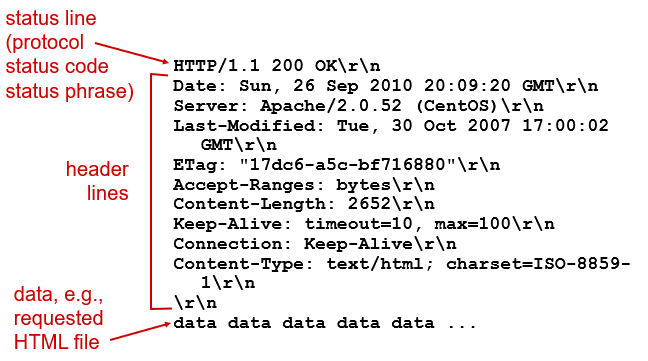 status line
(protocol
status code
status phrase)
HTTP/1.1 200 OK\r\n
Date: Sun, 26 Sep 2010 20:09:20 GMT\r\n
Server: Apache/2.0.52 (CentOS)\r\n
Last-Modified: Tue, 30 Oct 2007 17:00:02
GMT\r\n
ETag: "17dc6-a5c-bf716880"\r\n
Accept-Ranges: bytes\r\n
Content-Length: 2652\r\n
Keep-Alive: timeout=10, max=100\r\n
Connection: Keep-Alive\r\n
Content-Type: text/html; charset=ISO-8859-
1\r\n
\r\n
header
lines
data, e.g.,
requested
HTML file
data data data data data ...